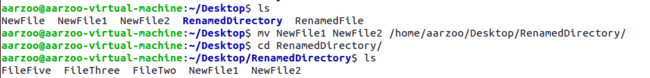 aarzoo@aarzoo-virtual-machine:~/Desktop$ ls
NewFile  NewFile1  NewFile2  RenamedDirectory  RenamedFile
aarzoo@aarzoo-virtual-machine:~/Desktop$ mv NewFile1 NewFile2 /home/aarzoo/Desktop/RenamedDirectory/
aarzoo@aarzoo-virtual-machine:~/Desktop$ cd RenamedDirectory/
aarzoo@aarzoo-virtual-machine:~/Desktop/RenamedDirectory$ ls
FileFive  FileThree  FileTwo  NewFile1  NewFile2